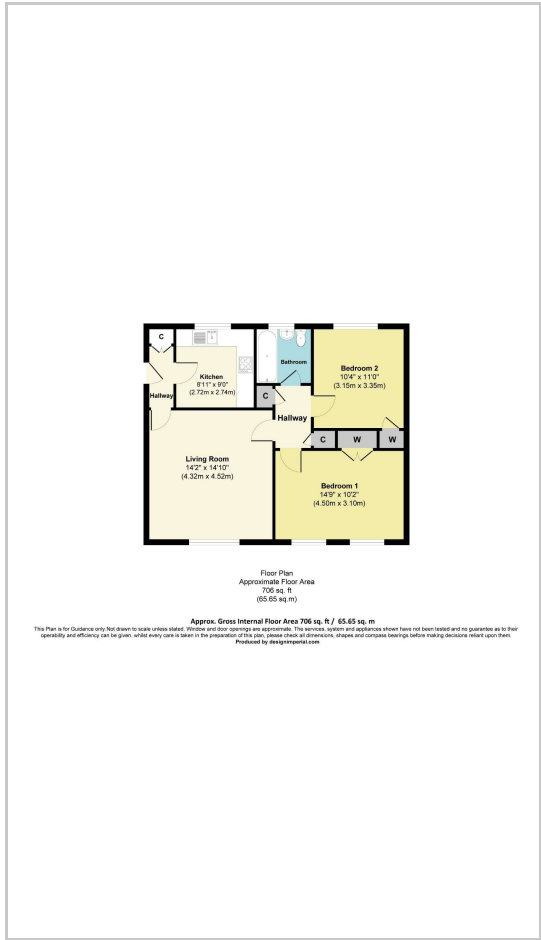 C
Kitchen
8'11" x 9'0"
(2.72m x 2.74m)
Hallway
Bathroom
Bedroom 2
10'4" x 11'0"
(3.15m x 3.35m)
C
Hallway
C
W
W
Living Room
14'2" x 14'10"
(4.32m x 4.52m)
Bedroom 1
14'9" x 10'2"
(4.50m x 3.10m)
Floor Plan
Approximate Floor Area
706 sq. ft
(65.65 sq.m)
Approx. Gross Internal Floor Area 706 sq. ft / 65.65 sq. m
This Plan is for Guidance only.Not drawn to scale unless stated. Window and door openings are approximate. The services, system and appliances shown have not been tested and no guarantee as to their
operability and efficiency can be given. whilst every care is taken in the preparation of this plan, please check all dimensions, shapes and compass bearings before making decisions reliant upon them.
Produced by designimperial.com